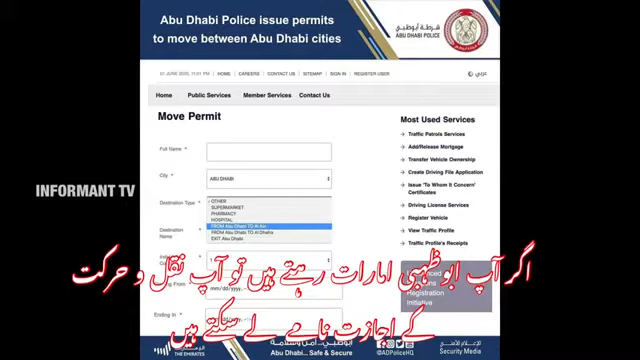 Abu Dhabi Police issue permits
to move between Abu Dhabi cities
شرطة أبوظبي
ABU DHABI POLICE
01 JUNE 2020, 11:01 PM
HOME
CAREERS
CONTACT US
SITEMAP
SIGN IN
REGISTER USER
عربي
Home
Public Services
Member Services
Contact Us
Move Permit
Full Name *
City *
ABU DHABI
Destination Type *
- OTHER
SUPERMARKET
PHARMACY
HOSPITAL
FROM Abu Dhabi TO Al Ain
FROM Abu Dhabi TO Al Dhafra
EXIT Abu Dhabi
Destination
Name
Most Used Services
Traffic Patrols Services
Add/Release Mortgage
Transfer Vehicle Ownership
Create Driving File Application
Issue 'To Whom it Concern'
Certificates
Driving License Services
Register Vehicle
View Traffic Profile
Traffic Profile's Receipts
INFORMANT TV
اگر آپ ابوظہبی امارات رہتے ہیں تو آپ نقل و حرکت
کے اجازت نامے لے سکتے ہیں
From *
mm/dd/yyyy
Registration
Initiative
Ending In *
mm/dd/yyyy
THE EMIRATES
أبوظبي.. أمن وسلامة
Abu Dhabi.. Safe & Secure
@ADPoliceHQ
الإعلام الأمني
Security Media